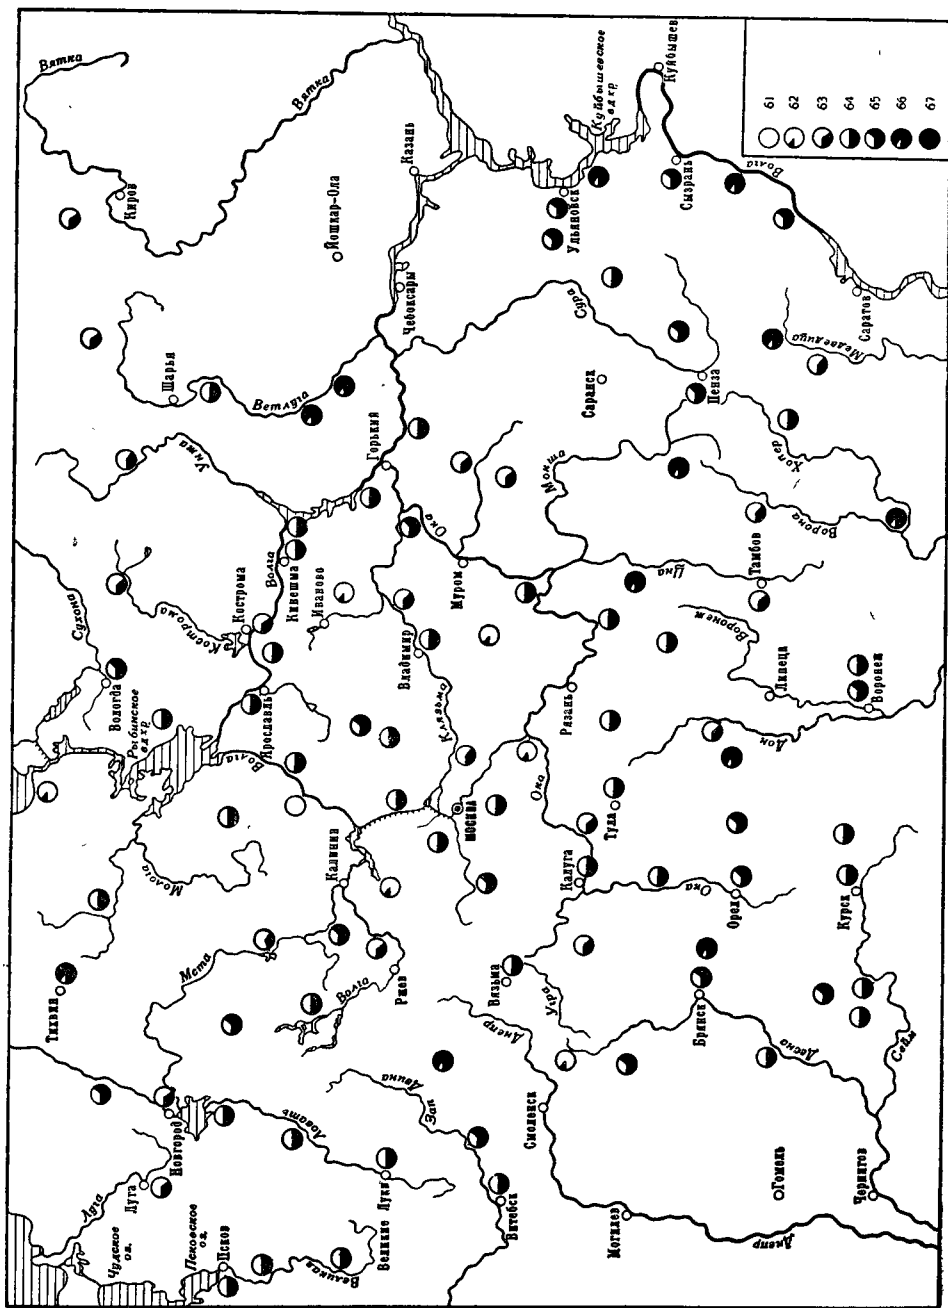 Вятка
Киров
Вятка
Йошкар-Ола
Казань
Чебоксары
Куйбышевское
вдхр.
Куйбышев
Ульяновск
Сызрань
Волга
Саратов
Медведица
Сура
Саранск
Пенза
Хопер
Ворона
Мокша
Шарья
Ветлуга
Унжа
Горький
Ока
Муром
Цна
Тамбов
Воронеж
Липецк
Воронеж
Дон
Сухона
Вологда
Рыбинское
вдхр.
Кострома
Кострома
Волга
Кинешма
Иваново
Ярославль
Владимир
Клязьма
Рязань
Москва
Ока
Тула
Калуга
Ока
Орел
Курск
Волга
Молога
Калинин
Тихвин
Мста
Волга
Ржев
Вязьма
Угра
Днепр
Брянск
Десна
Сейм
Новгород
Луга
Луга
Ловать
Зап.
Двина
Смоленск
Чудское
оз.
Псковское
оз.
Псков
Великая
Великие Луки
Витебск
Могилев
Днепр
Гомель
Чернигов
61
62
63
64
65
66
67